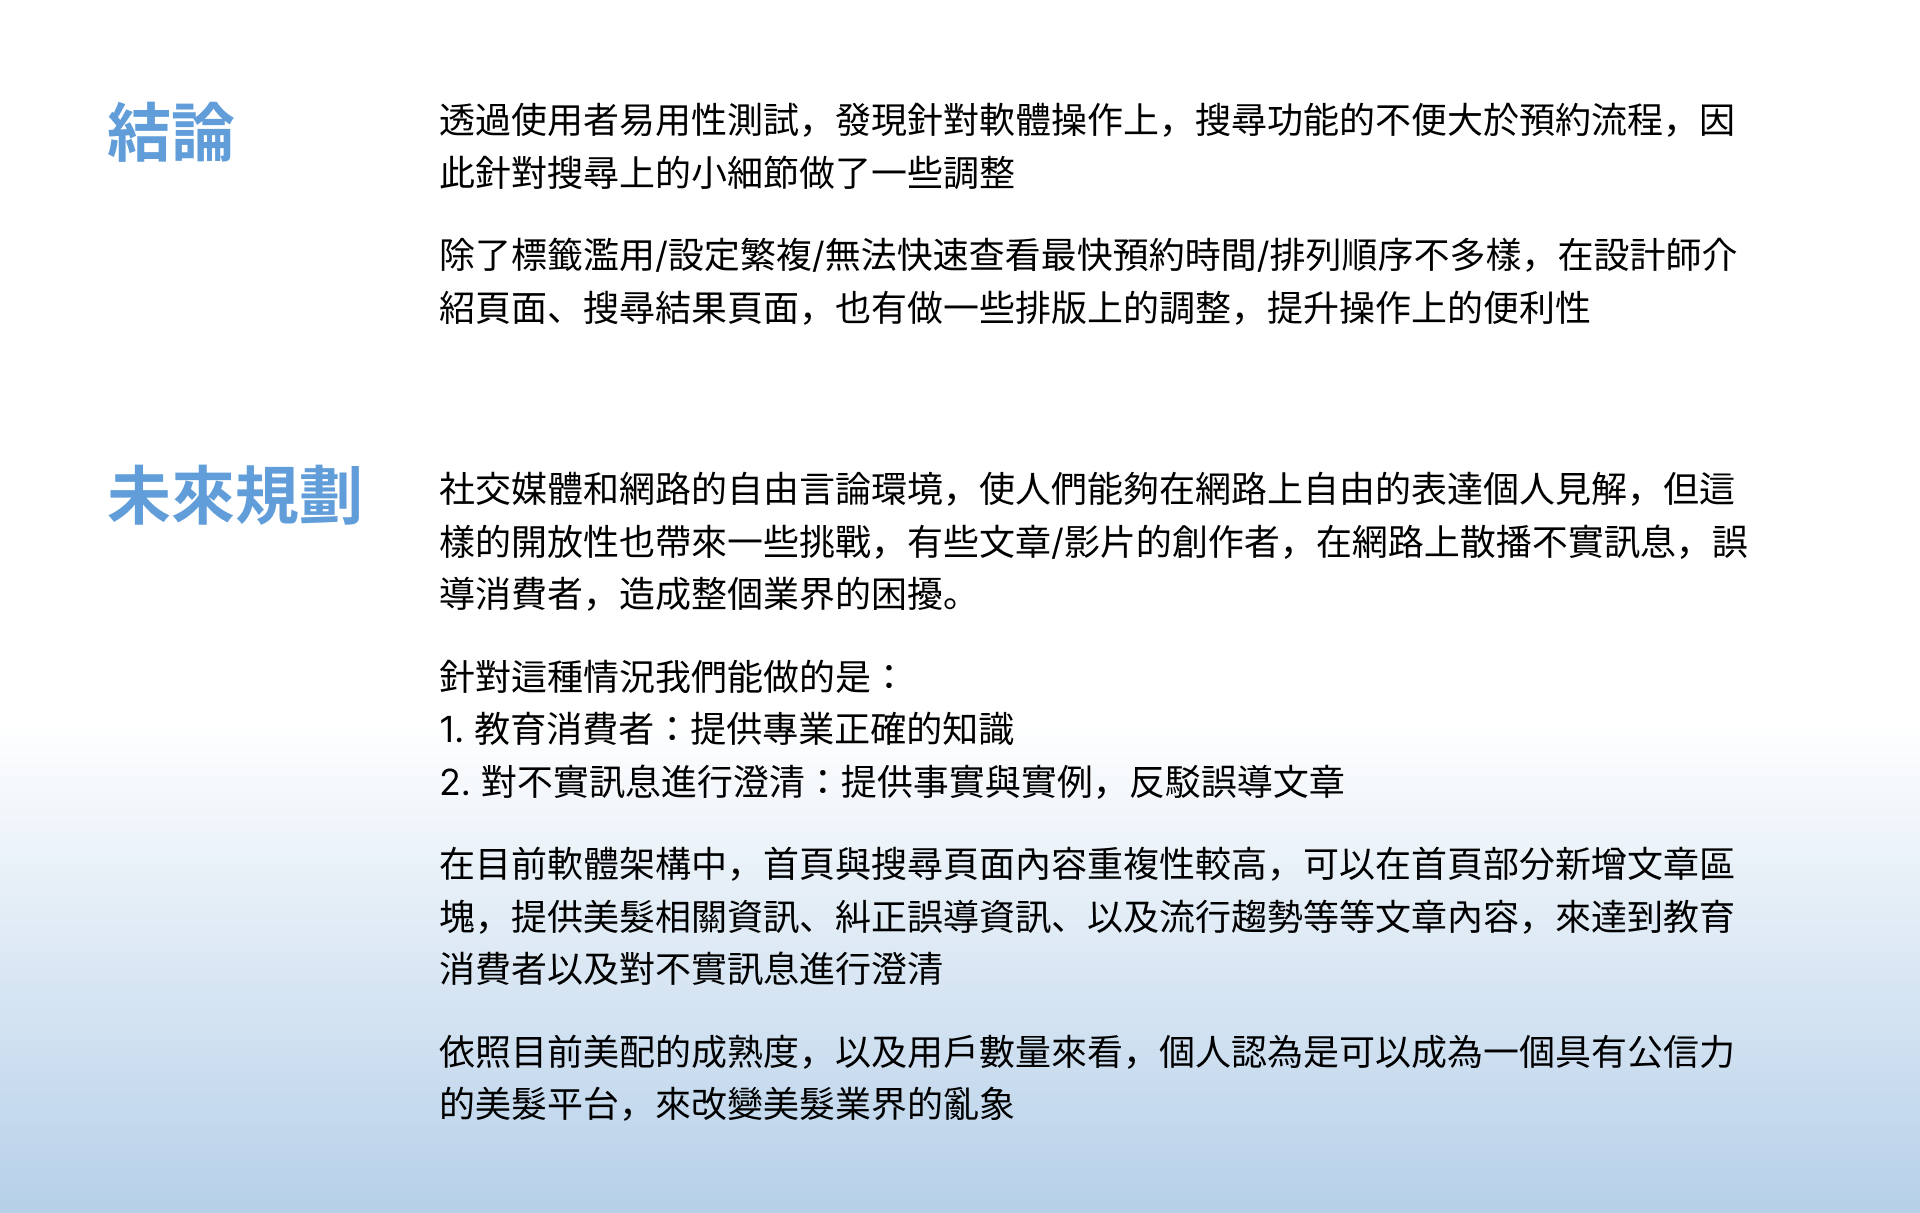 結論
透過使用者易用性測試，發現針對軟體操作上，搜尋功能的不便大於預約流程，因
此針對搜尋上的小細節做了一些調整
除了標籤濫用/設定繁複/無法快速查看最快預約時間/排列順序不多樣，在設計師介
紹頁面、搜尋結果頁面，也有做一些排版上的調整，提升操作上的便利性
未來規劃
社交媒體和網路的自由言論環境，使人們能夠在網路上自由的表達個人見解，但這
樣的開放性也帶來一些挑戰，有些文章/影片的創作者，在網路上散播不實訊息，誤
導消費者，造成整個業界的困擾。
針對這種情況我們能做的是：
1. 教育消費者：提供專業正確的知識
2. 對不實訊息進行澄清：提供事實與實例，反駁誤導文章
在目前軟體架構中，首頁與搜尋頁面內容重複性較高，可以在首頁部分新增文章區
塊，提供美髮相關資訊、糾正誤導資訊、以及流行趨勢等等文章內容，來達到教育
消費者以及對不實訊息進行澄清
依照目前美配的成熟度，以及用戶數量來看，個人認為是可以成為一個具有公信力
的美髮平台，來改變美髮業界的亂象